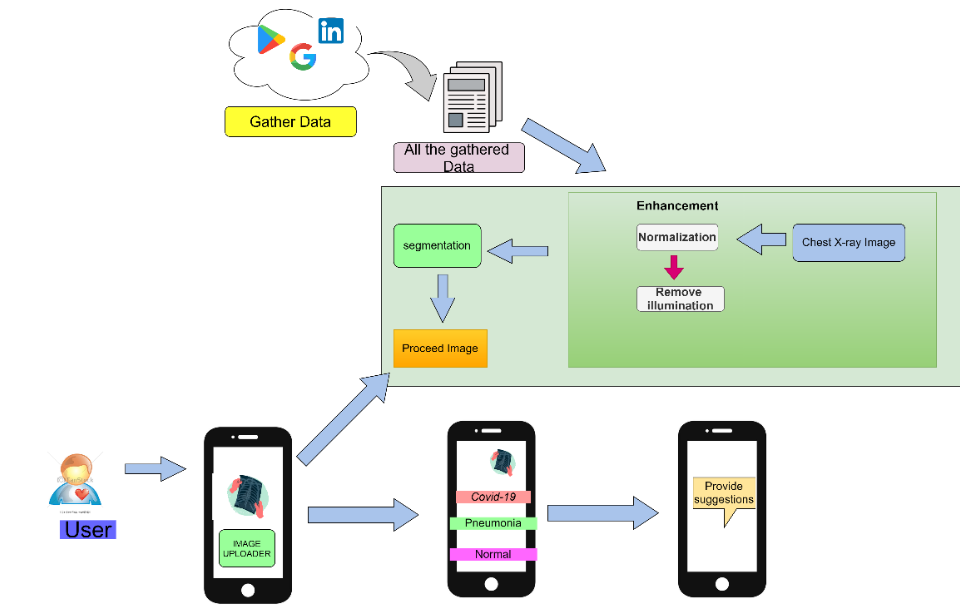 in
Gather Data
All the gathered
Data
Enhancement
Normalization
Chest X-ray Image
segmentation
Remove
illumination
Proceed Image
User
IMAGE
UPLOADER
Covid-19
Pneumonia
Normal
Provide
suggestions